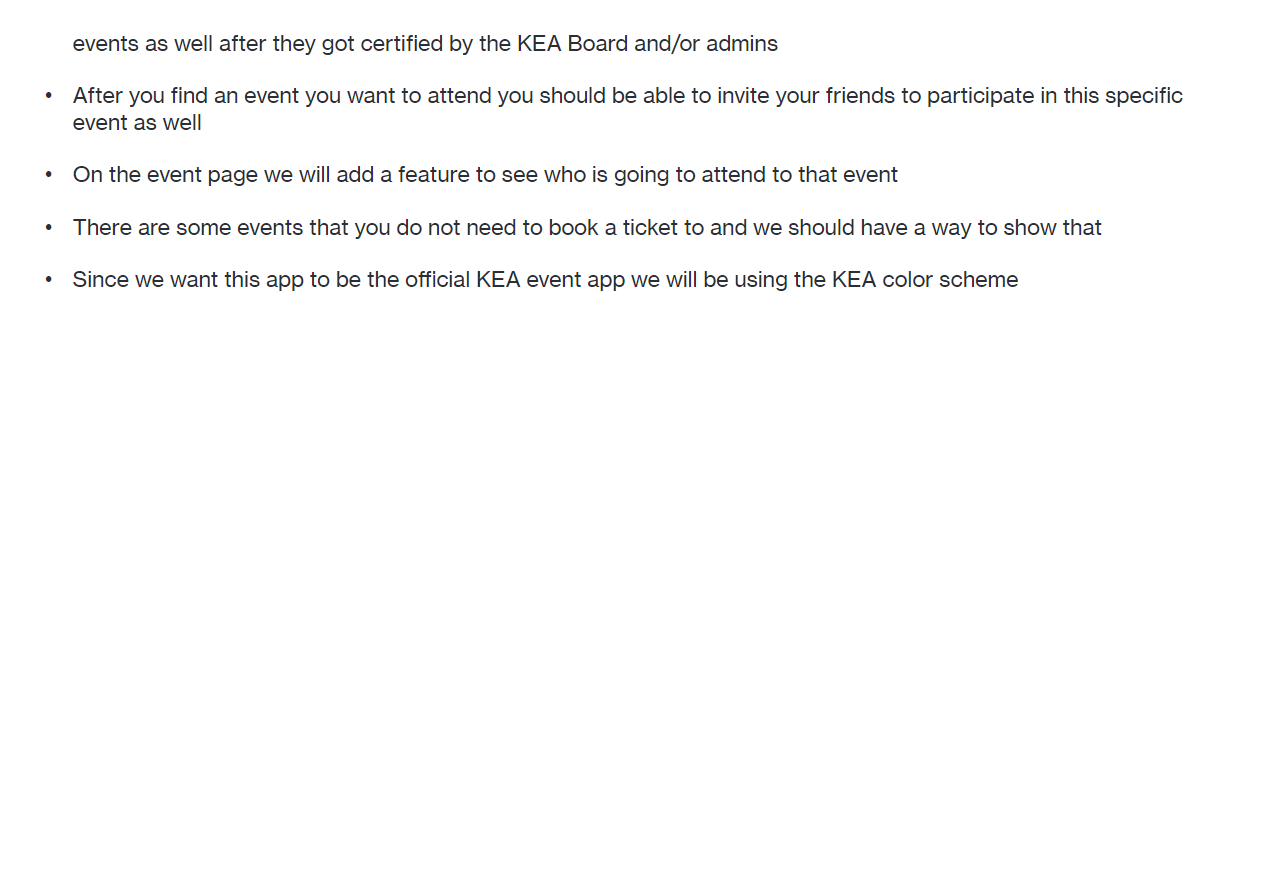 events as well after they got certified by the KEA Board and/or admins
• After you find an event you want to attend you should be able to invite your friends to participate in this specific
event as well
• On the event page we will add a feature to see who is going to attend to that event
• There are some events that you do not need to book a ticket to and we should have a way to show that
• Since we want this app to be the official KEA event app we will be using the KEA color scheme